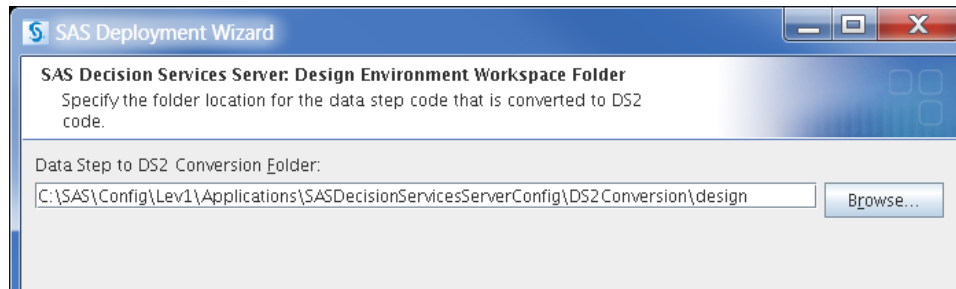 SAS Deployment Wizard
SAS Decision Services Server: Design Environment Workspace Folder
Specify the folder location for the data step code that is converted to DS2
code.
Data Step to DS2 Conversion Folder:
C:\SAS\Config\Lev1\Applications\SASDecisionServicesServerConfig\DS2Conversion\design
Browse...